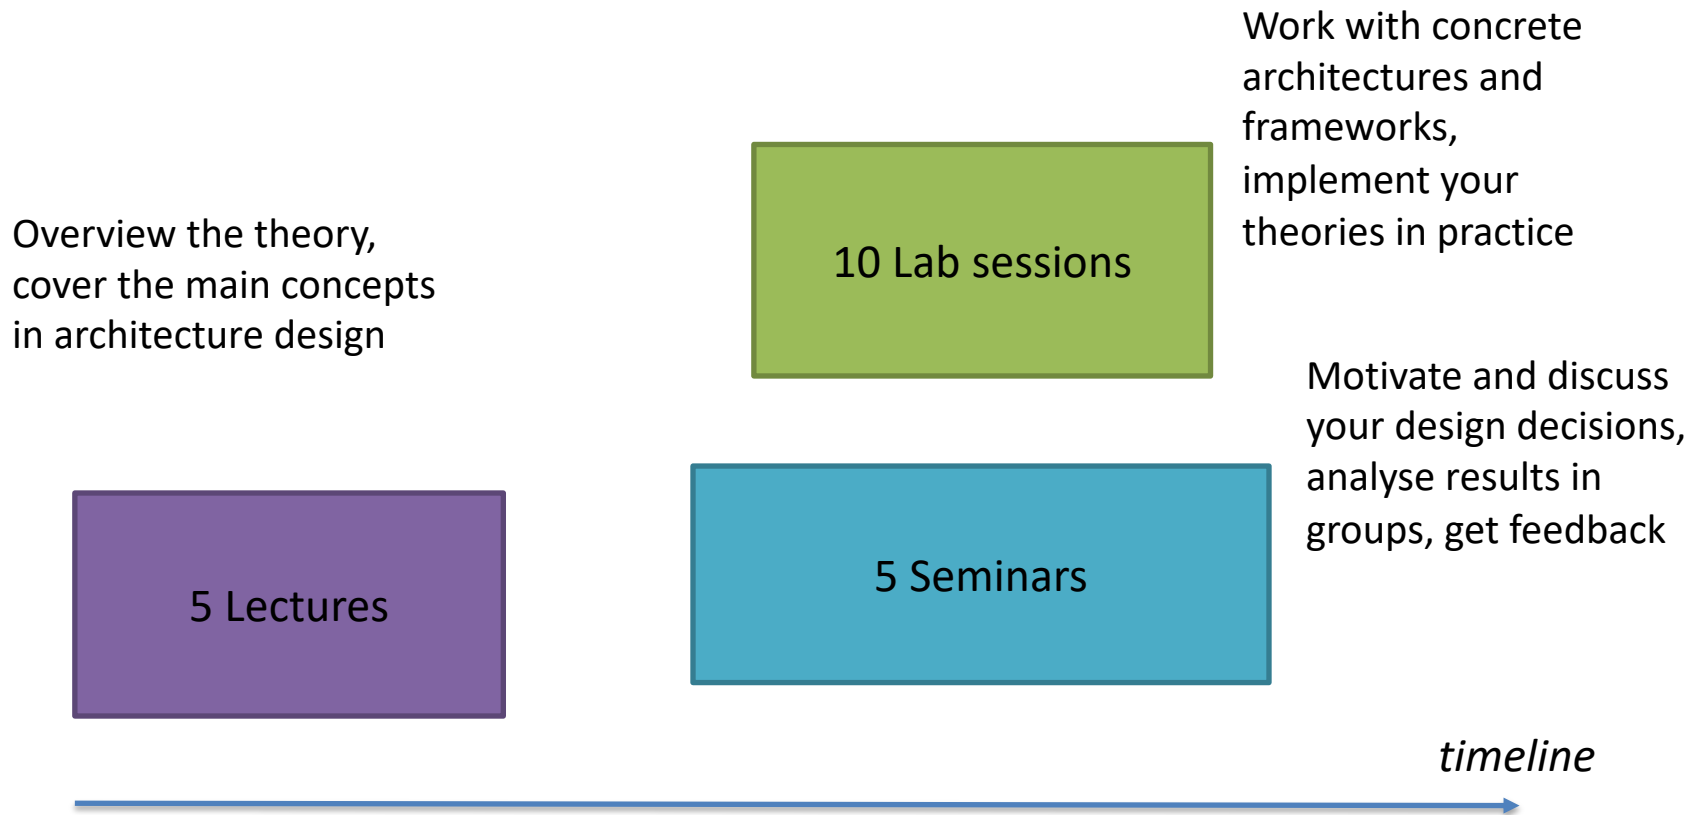 Work with concrete
architectures and
frameworks,
implement your
theories in practice
Overview the theory,
cover the main concepts
in architecture design
10 Lab sessions
Motivate and discuss
your design decisions,
analyse results in
groups, get feedback
5 Lectures
5 Seminars
timeline